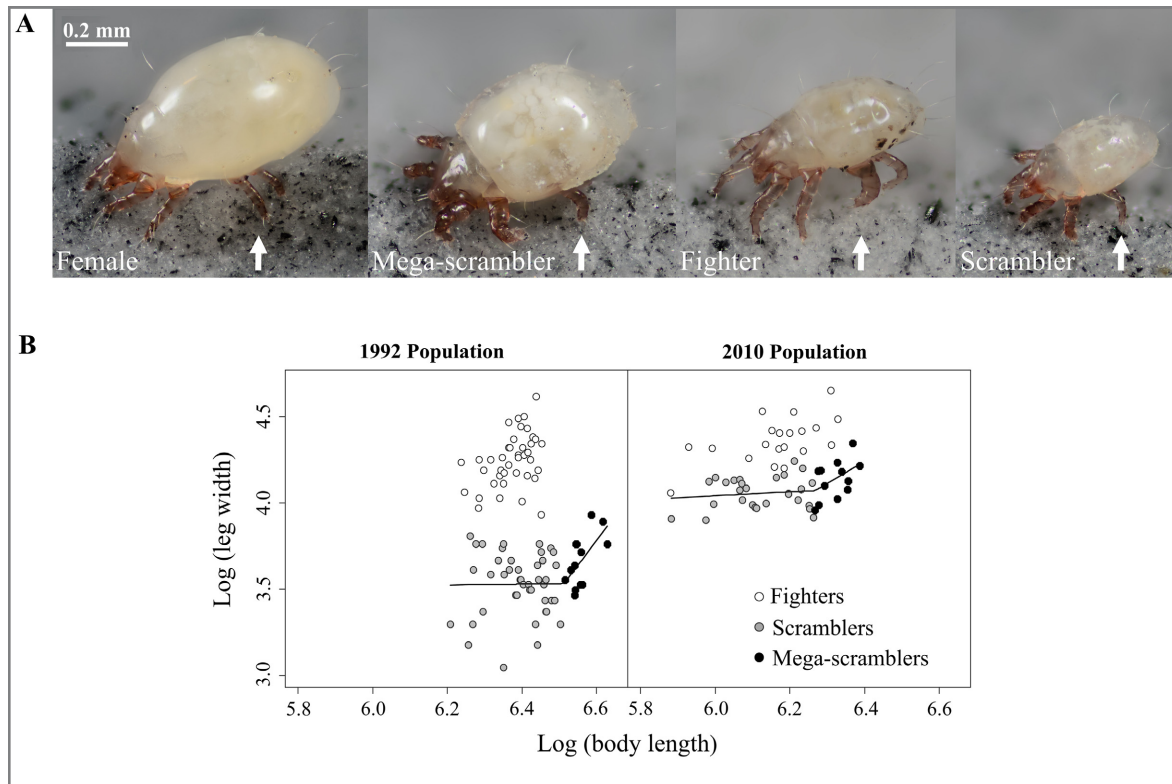 A
0.2 mm
Female
Mega-scrambler
Fighter
Scrambler
B
1992 Population
2010 Population
Log (leg width)
4.5
4.0
3.5
3.0
Fighters
Scramblers
Mega-scramblers
5.8 6.0 6.2 6.4 6.6 5.8 6.0 6.2 6.4 6.6
Log (body length)